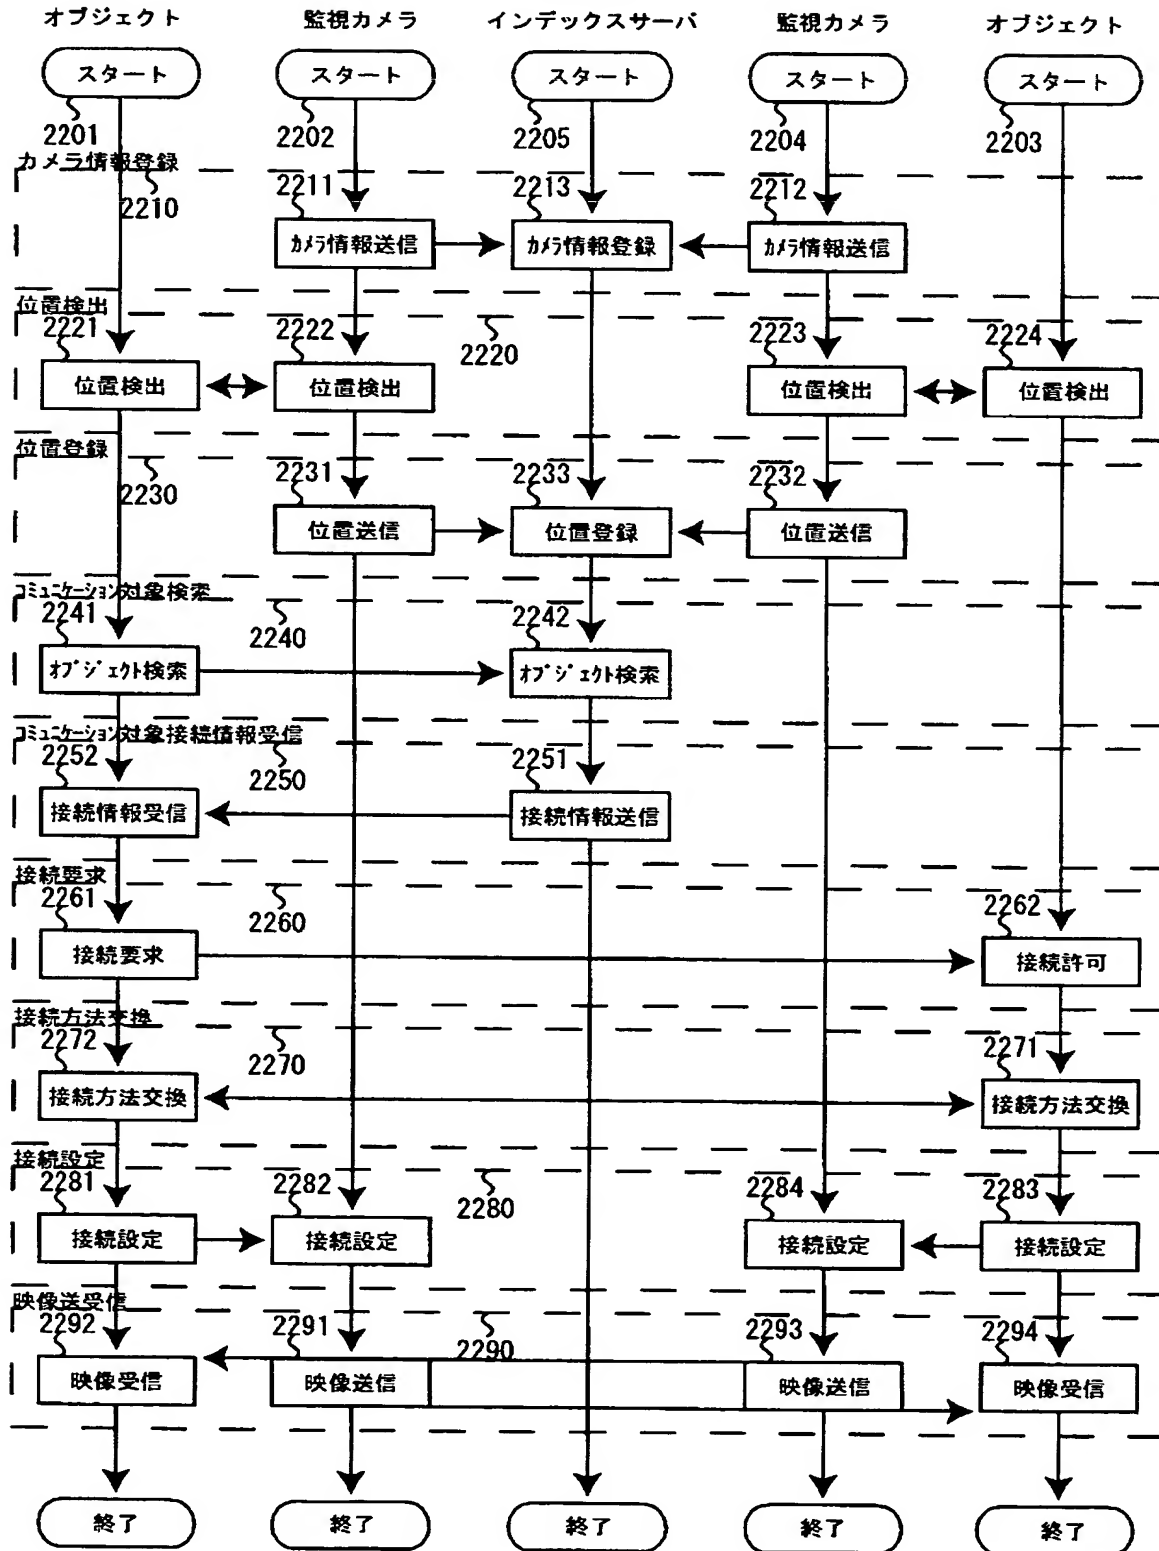 オブジェクト
監視カメラ
インデックスサーバ
監視カメラ
オブジェクト
スタート
スタート
スタート
スタート
スタート
2201
2202
2205
2204
2203
カメラ情報登録
2210
2211
2213
2212
カメラ情報送信
カメラ情報登録
カメラ情報送信
位置検出
2221
2222
2220
2223
2224
位置検出
位置検出
位置検出
位置検出
位置登録
2230
2231
2233
2232
位置送信
位置登録
位置送信
コミュニケーション対象検索
2241
2240
2242
オブジェクト検索
オブジェクト検索
コミュニケーション対象接続情報受信
2252
2250
2251
接続情報受信
接続情報送信
接続要求
2261
2260
2262
接続要求
接続許可
接続方法交換
2272
2270
2271
接続方法交換
接続方法交換
接続設定
2281
2282
2280
2284
2283
接続設定
接続設定
接続設定
接続設定
映像送受信
2292
2291
2290
2293
2294
映像受信
映像送信
映像送信
映像受信
終了
終了
終了
終了
終了